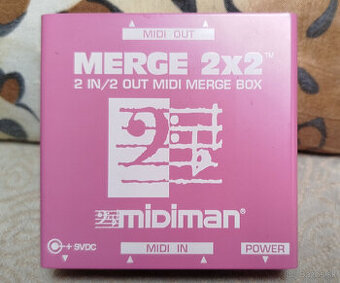 MIDI OUT
MERGE 2x2™
2 IN/2 OUT MIDI MERGE BOX
midiman®
+ 9VDC
MIDI IN
POWER